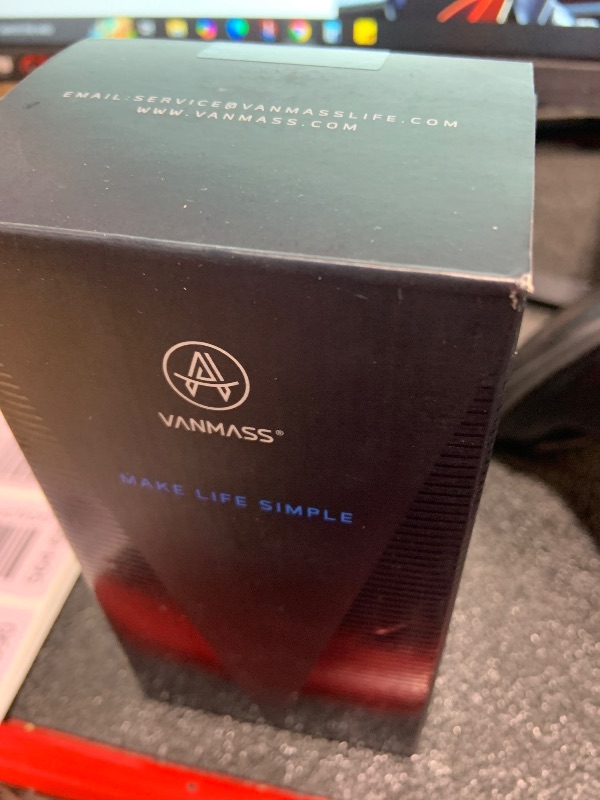 EMAIL:SERVICE@VANMASSLIFE.COM
WWW.VANMASS.COM
VANMASS®
MAKE LIFE SIMPLE